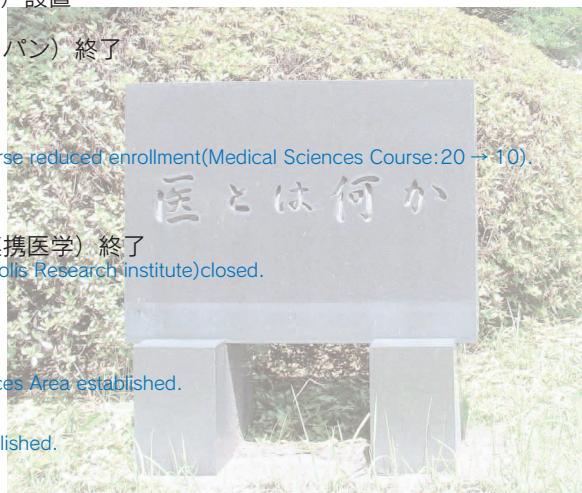 ）設置
パン）終了
rse reduced enrollment(Medical Sciences Course:20 → 10).
医とは何か
携医学）終了
olis Research institute)closed.
ces Area established.
lished.